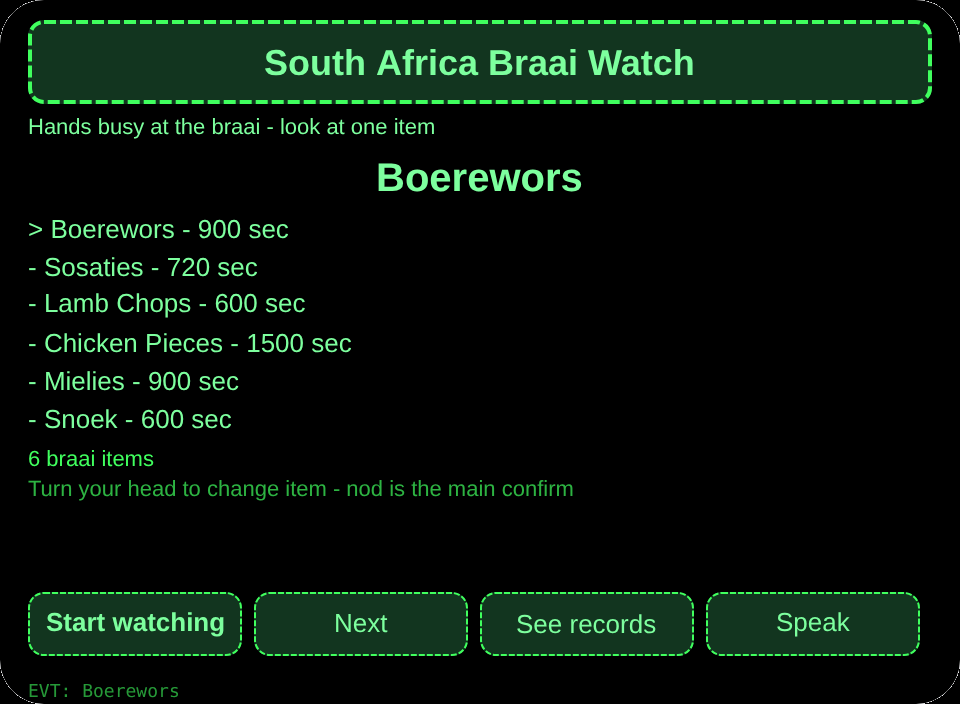 South Africa Braai Watch
Hands busy at the braai - look at one item
Boerewors
> Boerewors - 900 sec
- Sosaties - 720 sec
- Lamb Chops - 600 sec
- Chicken Pieces - 1500 sec
- Mielies - 900 sec
- Snoek - 600 sec
6 braai items
Turn your head to change item - nod is the main confirm
Start watching
Next
See records
Speak
EVT: Boerewors